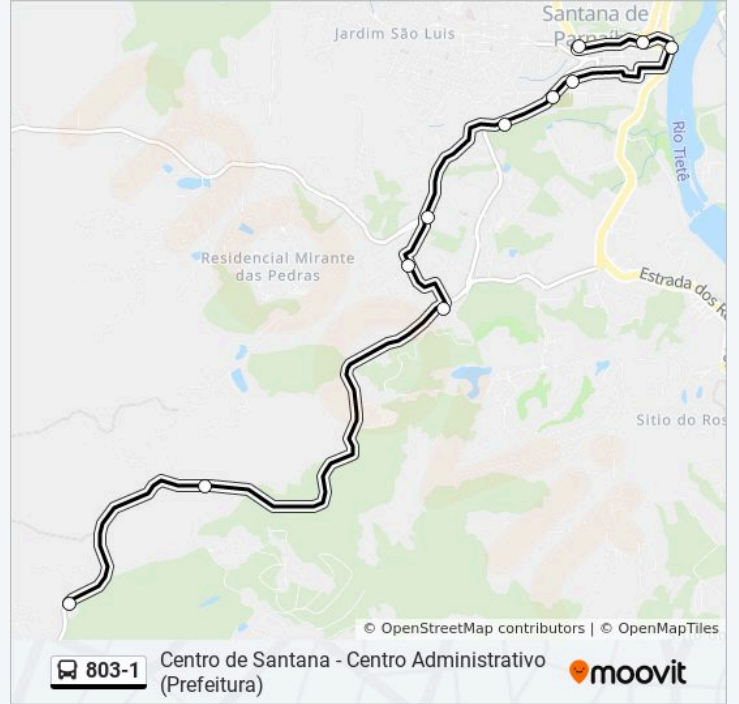 Santana de
Parnaíba
Jardim São Luis
Rio Tietê
Residencial Mirante
das Pedras
Estrada dos R
Sitio do Ros
© OpenStreetMap contributors | © OpenMapTiles
803-1
Centro de Santana - Centro Administrativo
(Prefeitura)
moovit